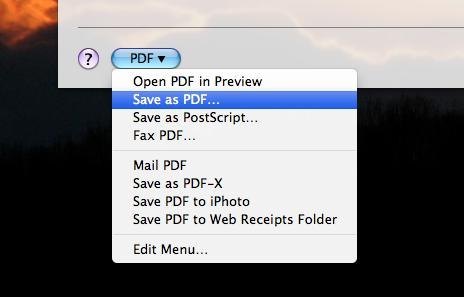 ?
PDF ▼
Open PDF in Preview
Save as PDF...
Save as PostScript...
Fax PDF...
Mail PDF
Save as PDF-X
Save PDF to iPhoto
Save PDF to Web Receipts Folder
Edit Menu...